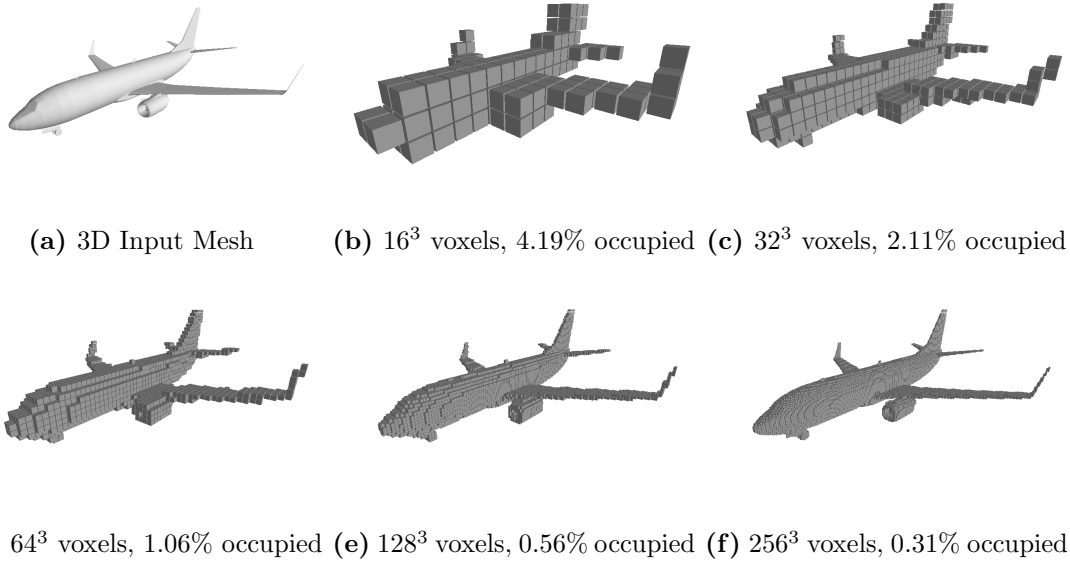 (a) 3D Input Mesh
(b) 16³ voxels, 4.19% occupied
(c) 32³ voxels, 2.11% occupied
64³ voxels, 1.06% occupied
(e) 128³ voxels, 0.56% occupied
(f) 256³ voxels, 0.31% occupied